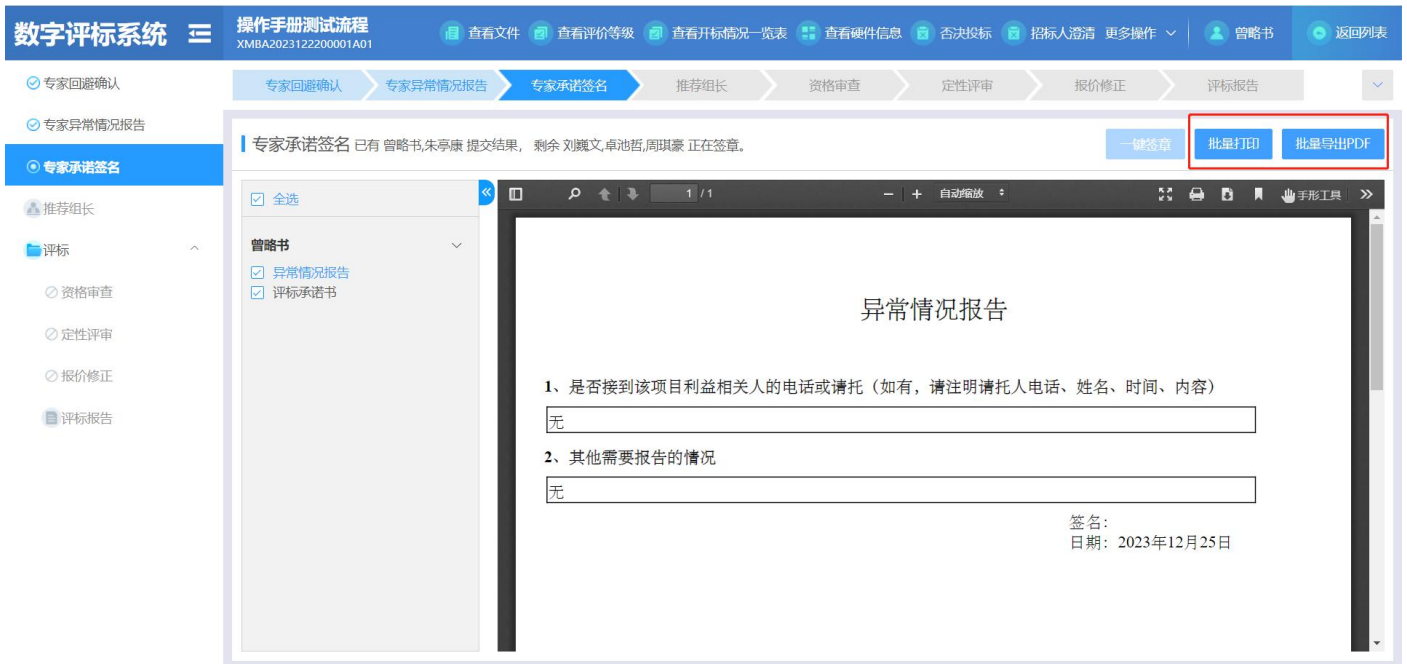 数字评标系统
操作手册测试流程
XMBA2023122200001A01
查看文件 查看评价等级 查看开标情况一览表 查看硬件信息 否决投标 招标人澄清 更多操作 曾略书 返回列表
专家回避确认
专家异常情况报告
专家承诺签名
推荐组长
评标
资格审查
定性评审
报价修正
评标报告
专家回避确认 专家异常情况报告 专家承诺签名 推荐组长 资格审查 定性评审 报价修正 评标报告
专家承诺签名 已有 曾略书,朱亭康 提交结果， 剩余 刘巍文,卓池哲,周琪豪 正在签章。
一键签章 批量打印 批量导出PDF
全选
曾略书
异常情况报告
评标承诺书
1 / 1 自动缩放 手形工具
异常情况报告
1、是否接到该项目利益相关人的电话或请托（如有，请注明请托人电话、姓名、时间、内容）
无
2、其他需要报告的情况
无
签名：
日期：2023年12月25日